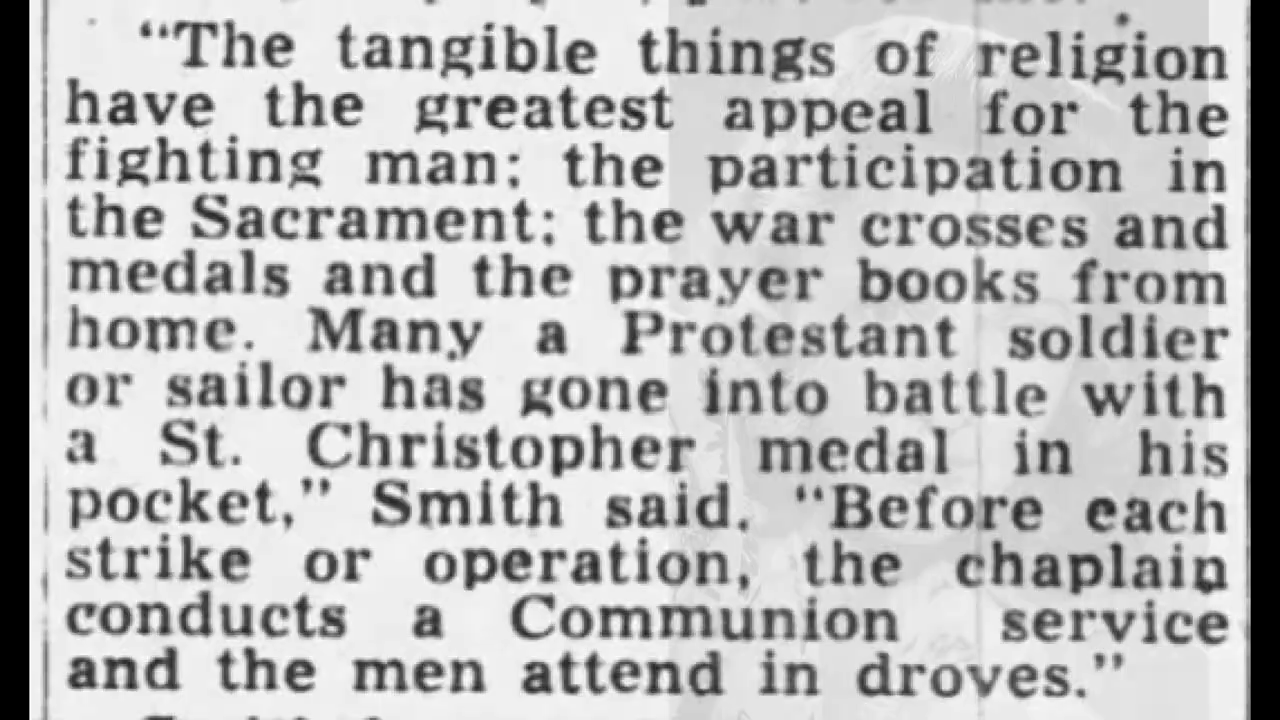 "The tangible things of religion
have the greatest appeal for the
fighting man; the participation in
the Sacrament; the war crosses and
medals and the prayer books from
home. Many a Protestant soldier
or sailor has gone into battle with
a St. Christopher medal in his
pocket," Smith said. "Before each
strike or operation, the chaplain
conducts a Communion service
and the men attend in droves."